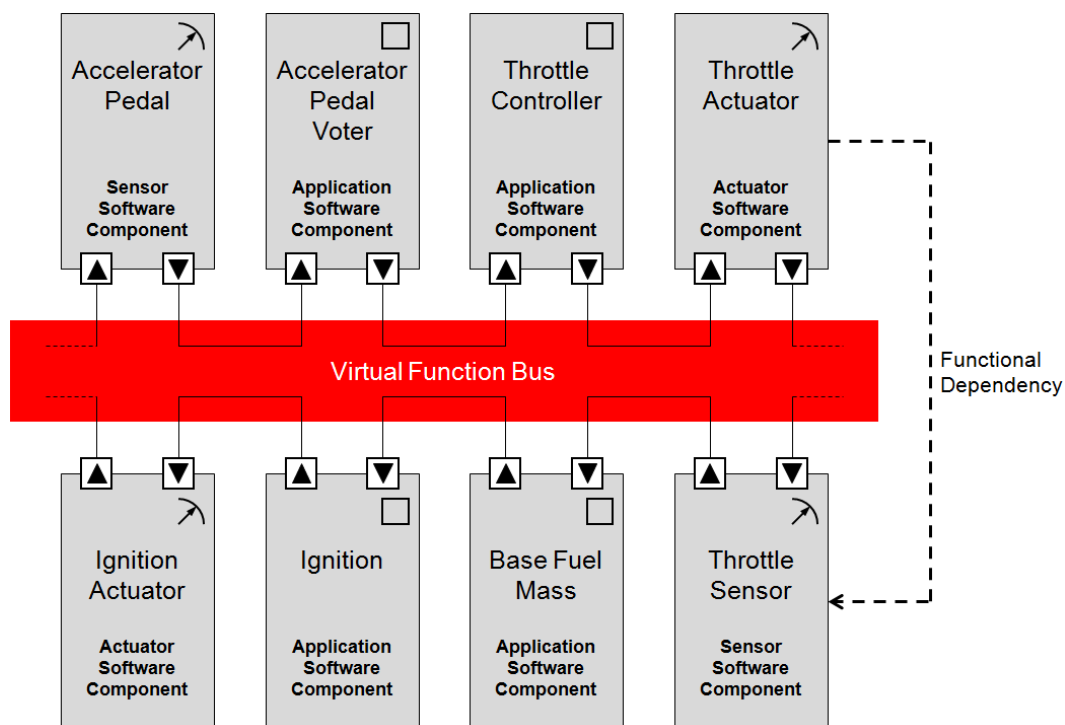 Accelerator
Pedal
Sensor
Software
Component
Accelerator
Pedal
Voter
Application
Software
Component
Throttle
Controller
Application
Software
Component
Throttle
Actuator
Actuator
Software
Component
Virtual Function Bus
Functional
Dependency
Ignition
Actuator
Actuator
Software
Component
Ignition
Application
Software
Component
Base Fuel
Mass
Application
Software
Component
Throttle
Sensor
Sensor
Software
Component